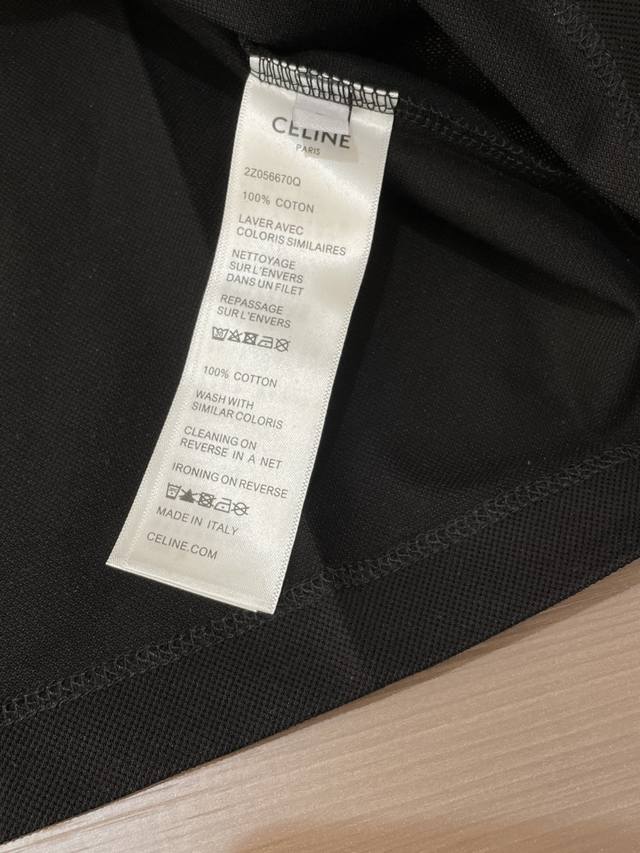 CELINE
PARIS
2Z056670Q
100% COTON
LAVER AVEC
COLORIS SIMILAIRES
NETTOYAGE
SUR L'ENVERS
DANS UN FILET
REPASSAGE
SUR L'ENVERS
100% COTTON
WASH WITH
SIMILAR COLORIS
CLEANING ON
REVERSE IN A NET
IRONING ON REVERSE
MADE IN ITALY
CELINE.COM